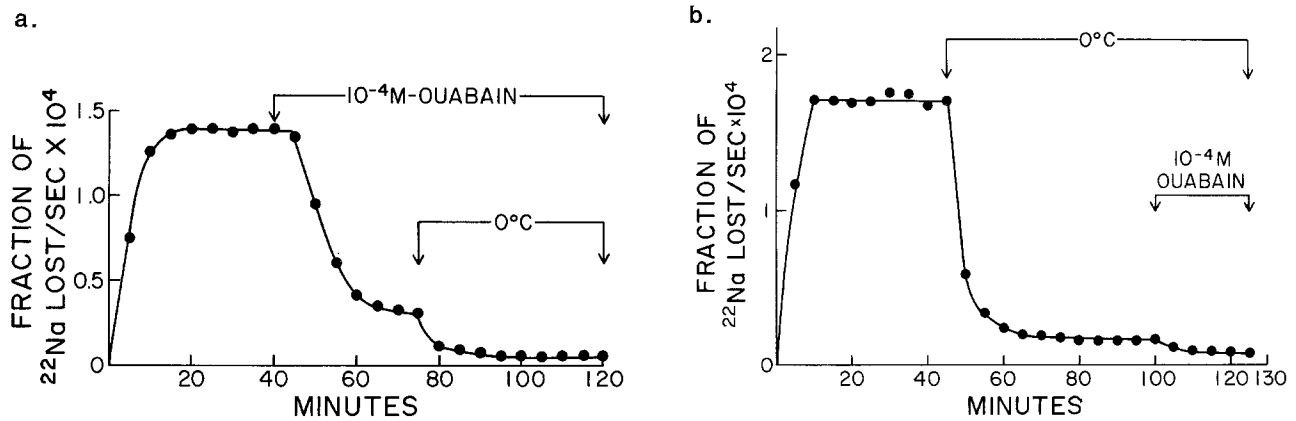 a.
10⁻⁴M-OUABAIN
FRACTION OF
²²Na LOST/SEC X 10⁴
1.5
1.0
0.5
0
0°C
20
40
60
80
100
120
MINUTES
b.
0°C
FRACTION OF
²²Na LOST/SEC×10⁴
2
1
0
10⁻⁴M
OUABAIN
20
40
60
80
100
120
130
MINUTES